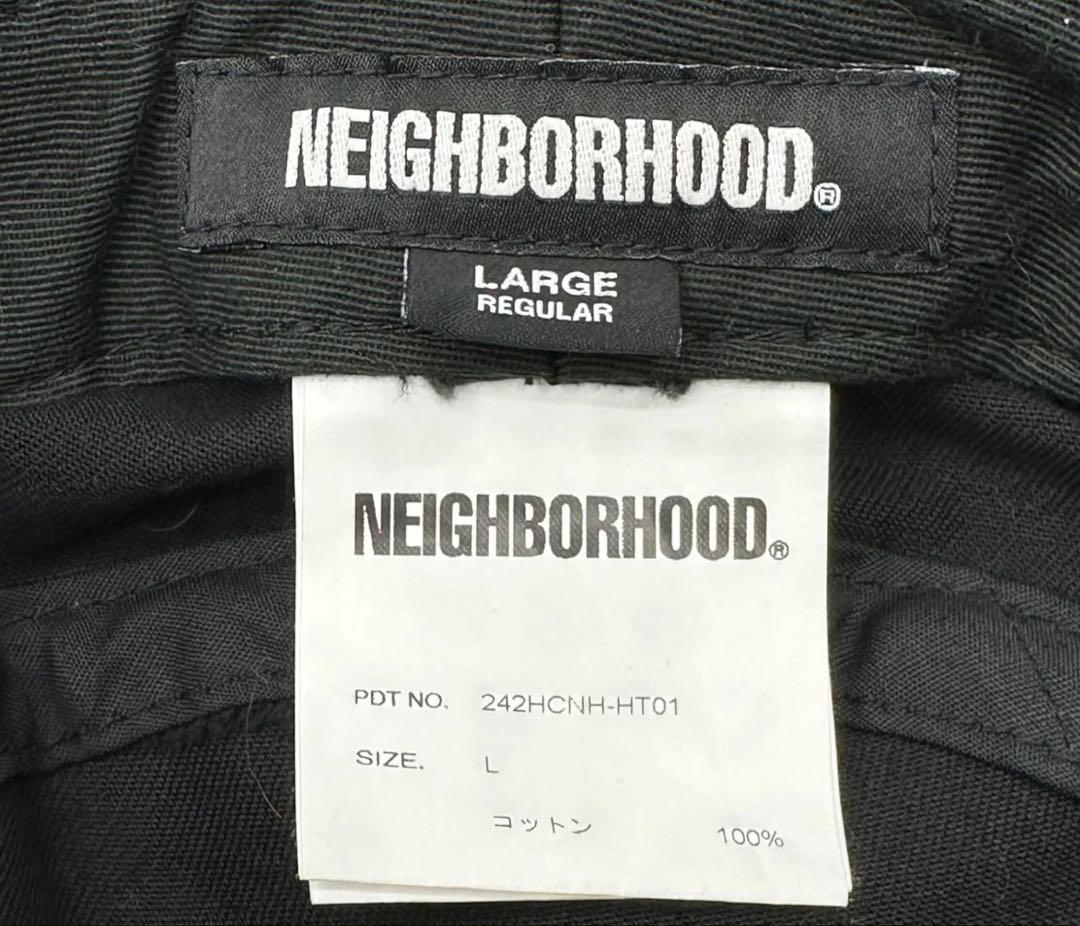 NEIGHBORHOOD®
LARGE
REGULAR
NEIGHBORHOOD®
PDT NO. 242HCNH-HT01
SIZE. L
コットン 100%